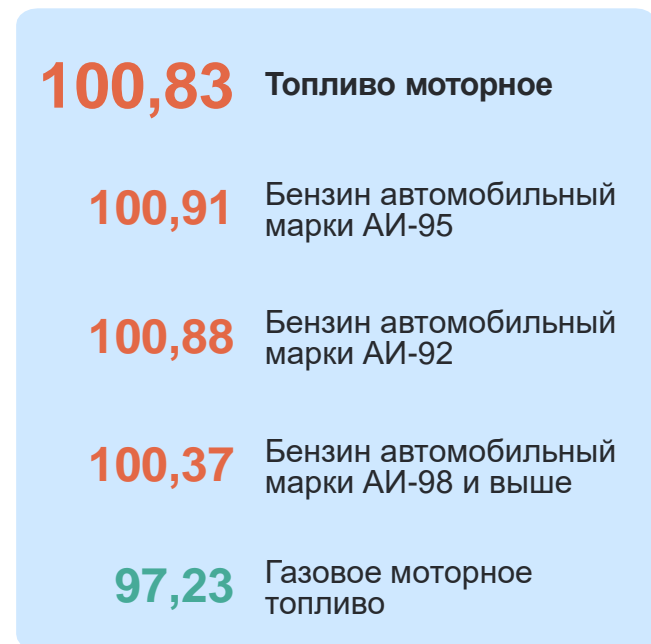 100,83 Топливо моторное
100,91 Бензин автомобильный
марки АИ-95
100,88 Бензин автомобильный
марки АИ-92
100,37 Бензин автомобильный
марки АИ-98 и выше
97,23 Газовое моторное
топливо